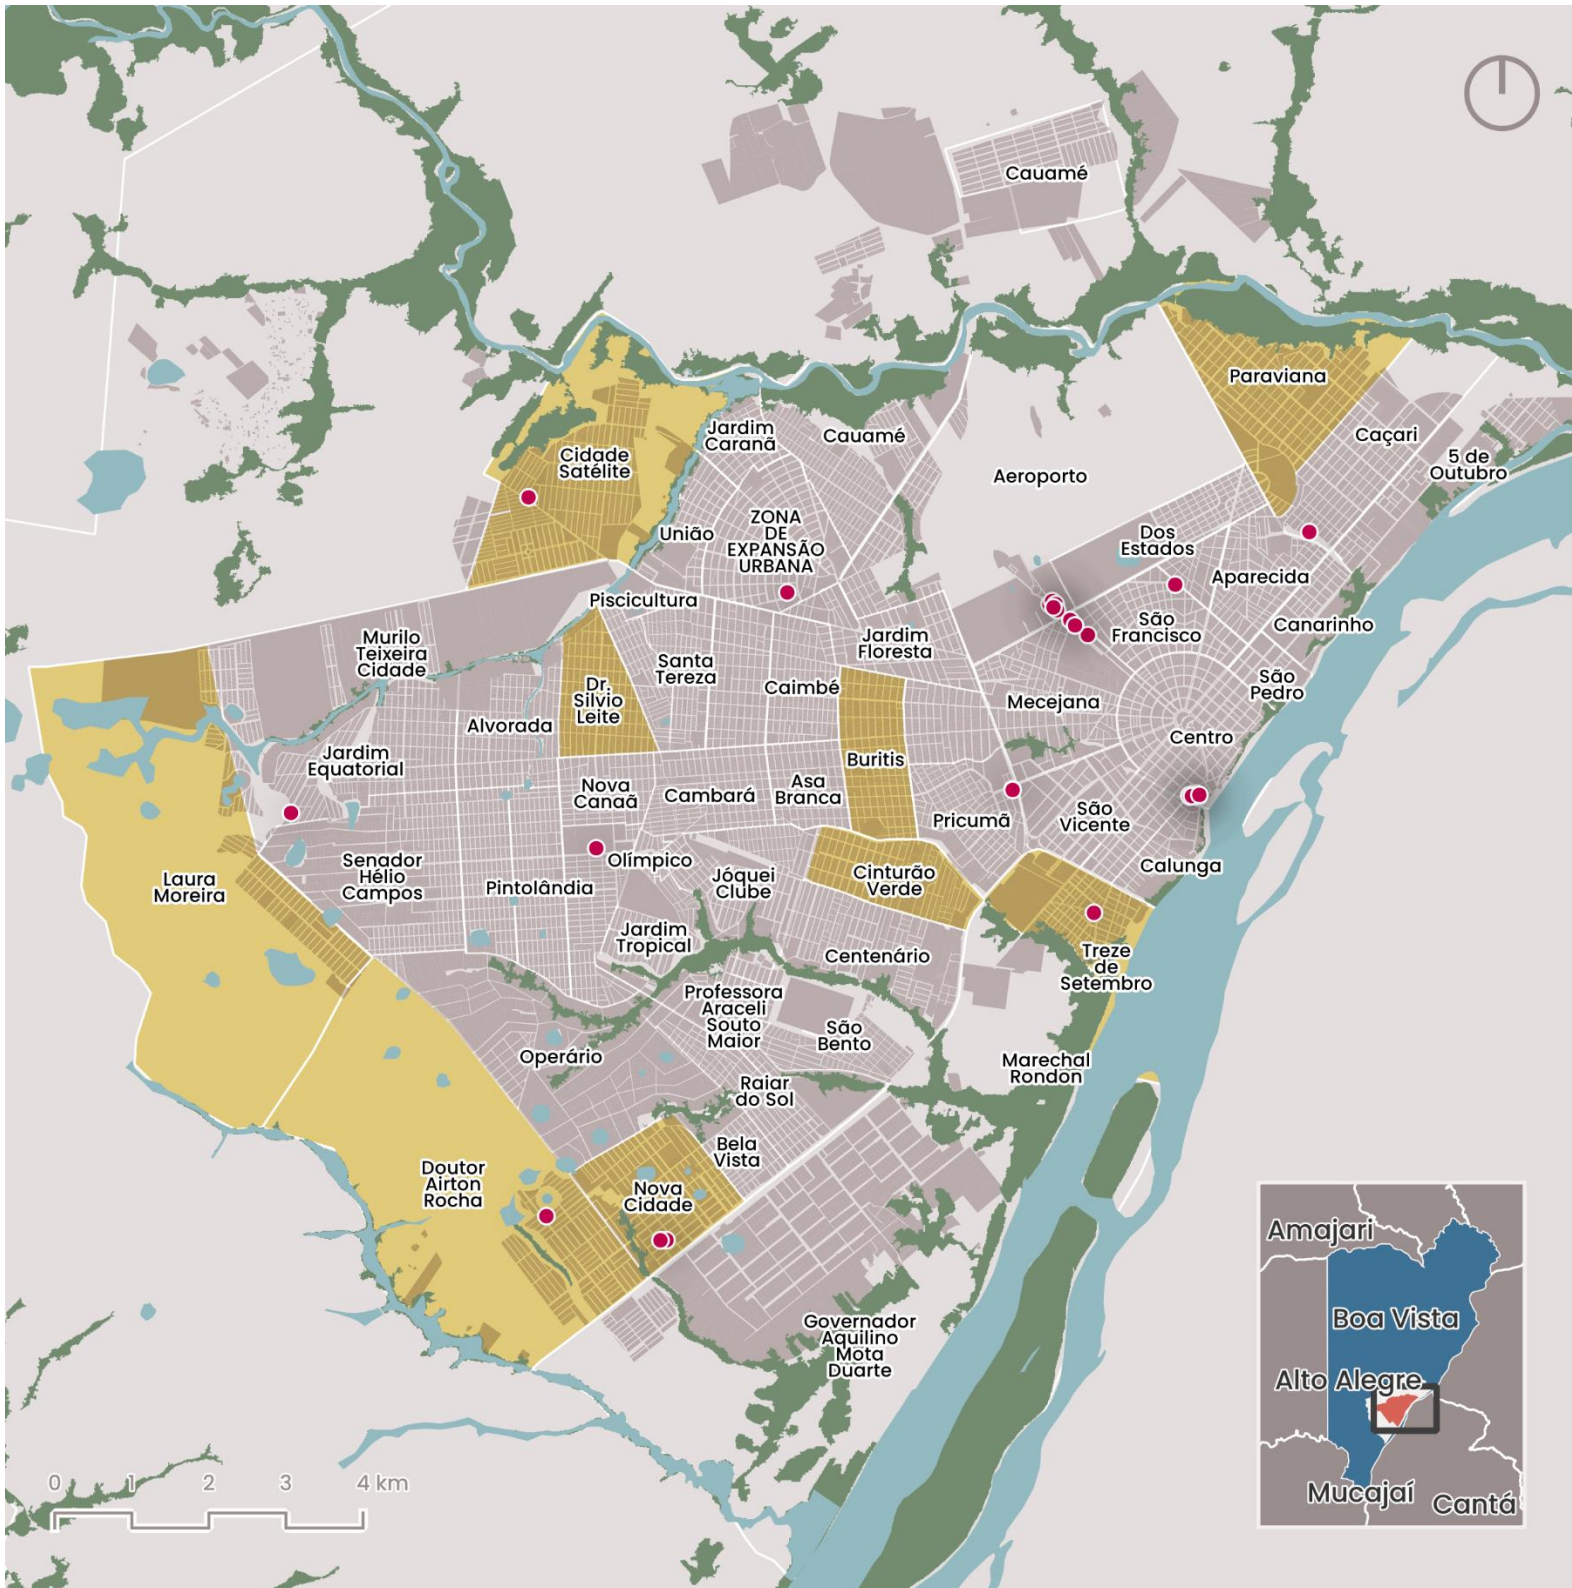 Cauamé
Paraviana
Jardim
Caranã
Cauamé
Caçari
5 de
Outubro
Cidade
Satélite
Aeroporto
União
ZONA
DE
EXPANSÃO
URBANA
Dos
Estados
Aparecida
Piscicultura
São
Francisco
Canarinho
Murilo
Teixeira
Cidade
Jardim
Floresta
Santa
Tereza
Dr.
Silvio
Leite
Caimbé
São
Pedro
Mecejana
Alvorada
Centro
Jardim
Equatorial
Buritis
Nova
Canaã
Cambará
Asa
Branca
Pricumã
São
Vicente
Calunga
Senador
Hélio
Campos
Olímpico
Laura
Moreira
Pintolândia
Jóquei
Clube
Cinturão
Verde
Jardim
Tropical
Centenário
Treze
de
Setembro
Professora
Araceli
Souto
Maior
São
Bento
Operário
Marechal
Rondon
Raiar
do Sol
Bela
Vista
Doutor
Airton
Rocha
Nova
Cidade
Governador
Aquilino
Mota
Duarte
Amajari
Boa Vista
Alto Alegre
Mucajaí
Cantá
0 1 2 3 4 km